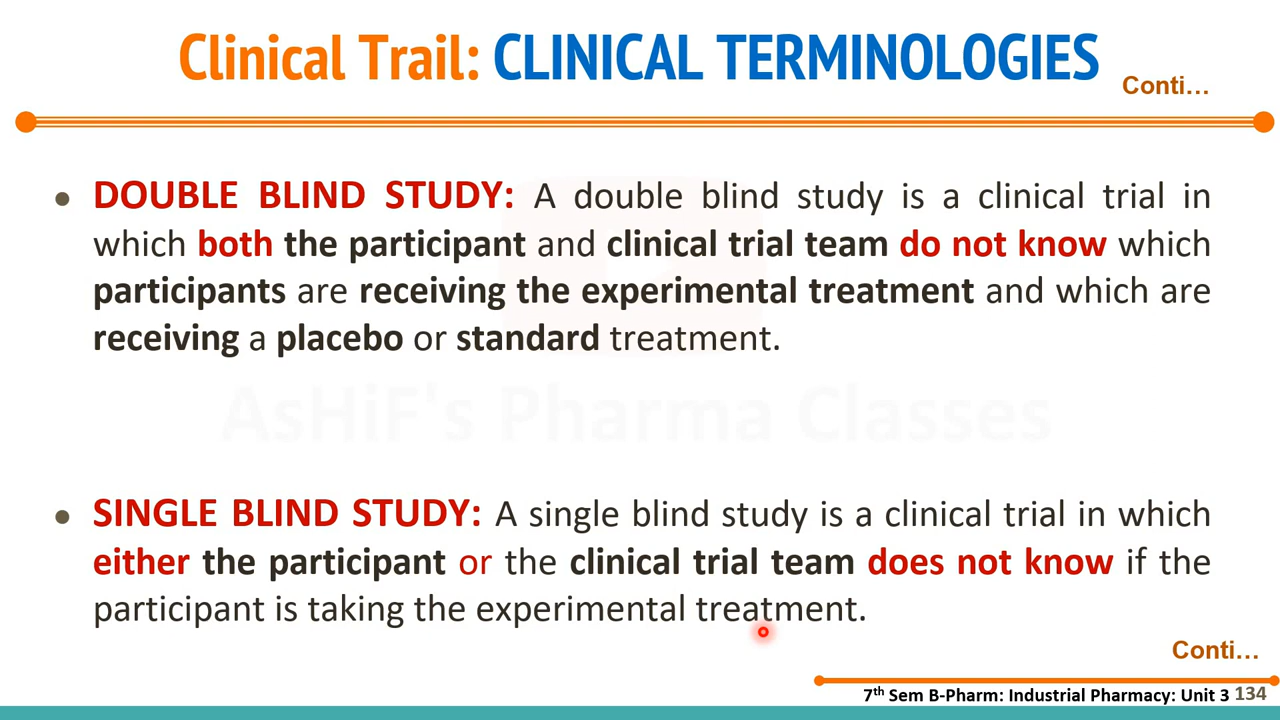 Clinical Trail: CLINICAL TERMINOLOGIES
Conti…
• DOUBLE BLIND STUDY: A double blind study is a clinical trial in
which both the participant and clinical trial team do not know which
participants are receiving the experimental treatment and which are
receiving a placebo or standard treatment.
AsHiF's Pharma Classes
• SINGLE BLIND STUDY: A single blind study is a clinical trial in which
either the participant or the clinical trial team does not know if the
participant is taking the experimental treatment.
Conti…
7th Sem B-Pharm: Industrial Pharmacy: Unit 3 134